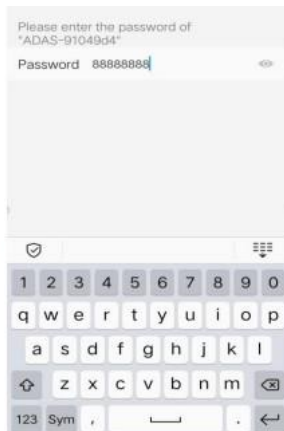 Please enter the password of
"ADAS-91049d4"
Password 88888888
1 2 3 4 5 6 7 8 9 0
q w e r t y u i o p
a s d f g h j k l
z x c v b n m
123 Sym , .